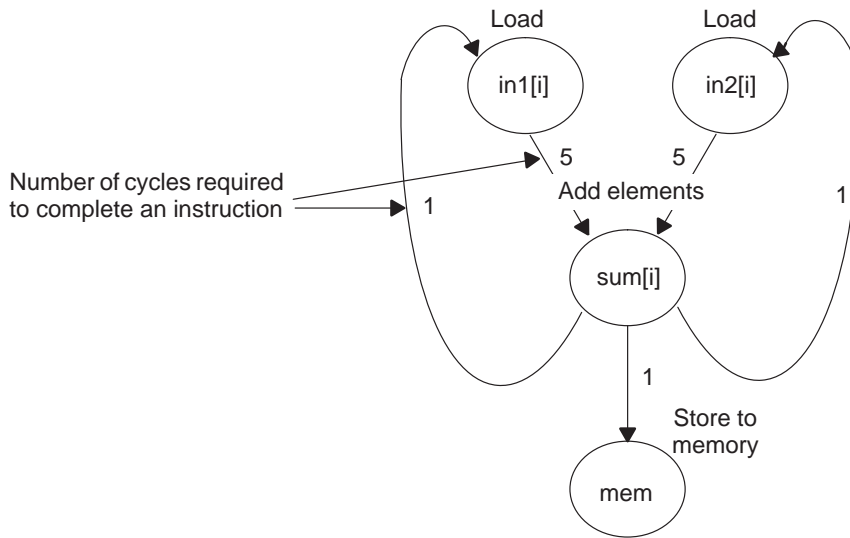 Load
Load
in1[i]
in2[i]
5
5
Number of cycles required
to complete an instruction
Add elements
1
1
sum[i]
1
Store to
memory
mem